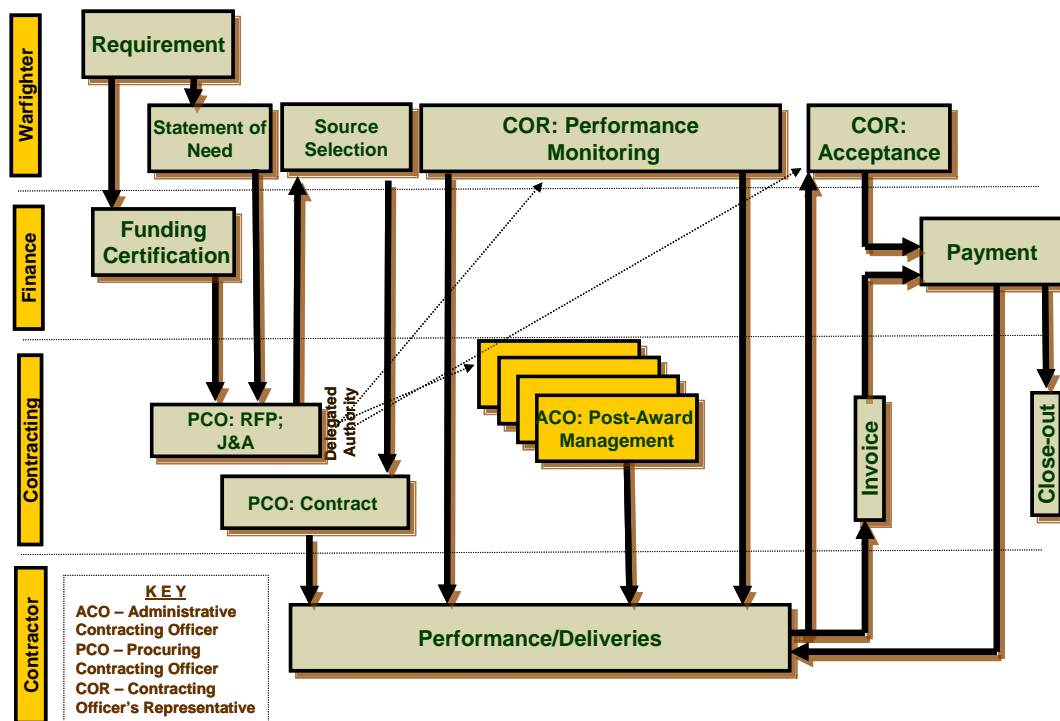 Warfighter
Requirement
Statement of
Need
Source
Selection
COR: Performance
Monitoring
COR:
Acceptance
Finance
Funding
Certification
Payment
Contracting
PCO: RFP;
J&A
Delegated
Authority
ACO: Post-Award
Management
PCO: Contract
Invoice
Close-out
Contractor
K E Y
ACO – Administrative
Contracting Officer
PCO – Procuring
Contracting Officer
COR – Contracting
Officer's Representative
Performance/Deliveries